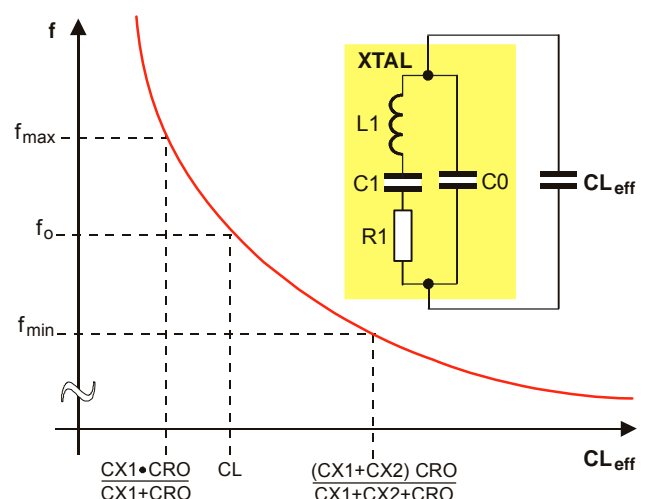 f
XTAL
L1
C1
C0
R1
CLeff
fmax
fo
fmin
CX1•CRO
CX1+CRO
CL
(CX1+CX2) CRO
CX1+CX2+CRO
CLeff